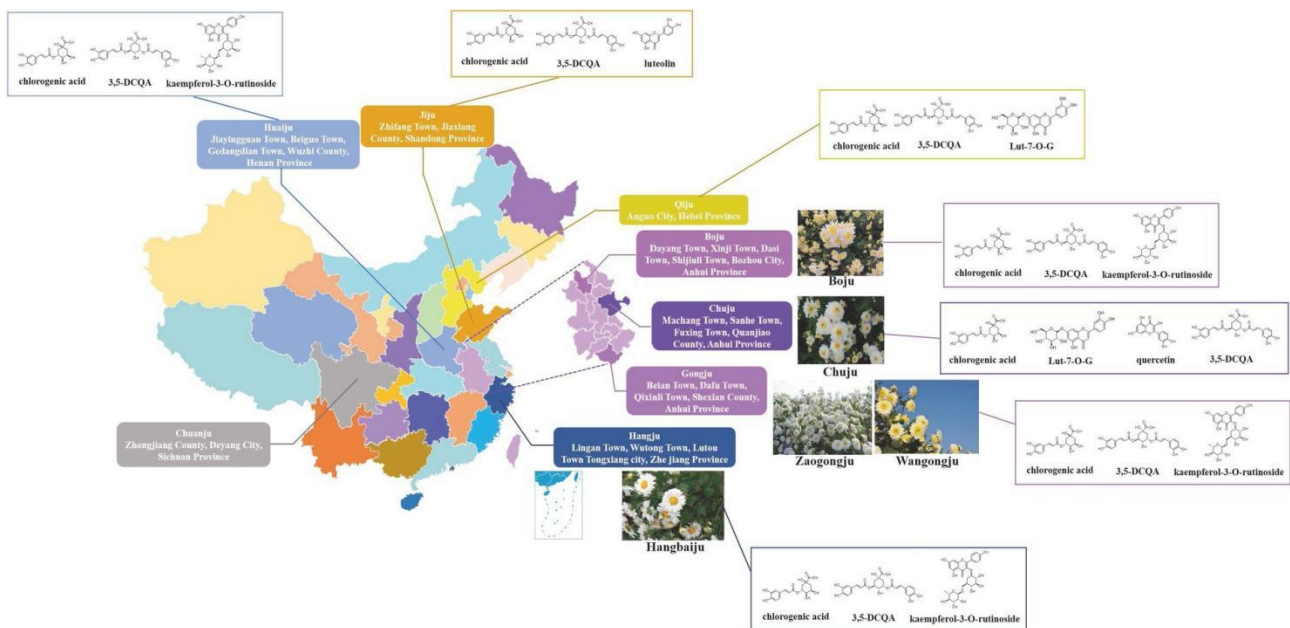 chlorogenic acid
3,5-DCQA
kaempferol-3-O-rutinoside
chlorogenic acid
3,5-DCQA
luteolin
chlorogenic acid
3,5-DCQA
Lut-7-O-G
Huaiju
Jiayingguan Town, Beiguo Town,
Gedangdian Town, Wuzhi County,
Henan Province
Jiju
Zhifang Town, Jiaxiang
County, Shandong Province
Qiju
Anguo City, Hebei Province
Boju
Dayang Town, Xinji Town, Dasi
Town, Shijiuli Town, Bozhou City,
Anhui Province
Boju
chlorogenic acid
3,5-DCQA
kaempferol-3-O-rutinoside
Chuju
Machang Town, Sanhe Town,
Fuxing Town, Quanjiao
County, Anhui Province
Chuju
chlorogenic acid
Lut-7-O-G
quercetin
3,5-DCQA
Gongju
Beian Town, Dafu Town,
Qixinli Town, Shexian County,
Anhui Province
Zaogongju
Wangongju
chlorogenic acid
3,5-DCQA
kaempferol-3-O-rutinoside
Chuanju
Zhongjiang County, Deyang City,
Sichuan Province
Hangju
Lingan Town, Wutong Town, Lutou
Town Tongxiang city, Zhe jiang Province
Hangbaiju
chlorogenic acid
3,5-DCQA
kaempferol-3-O-rutinoside